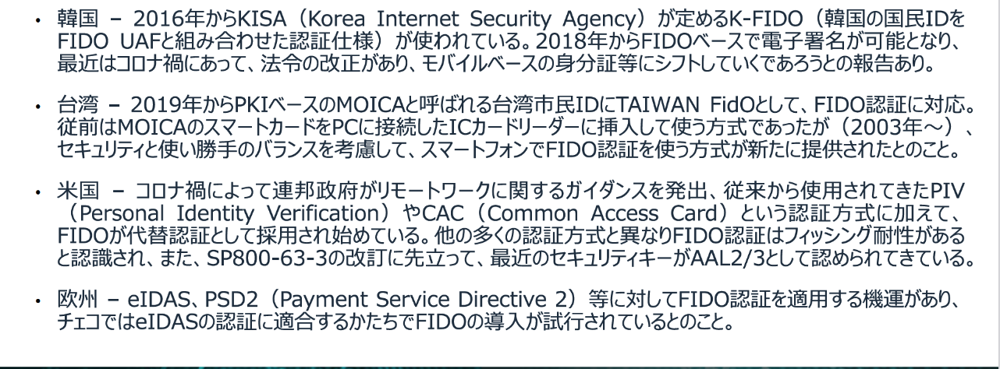 • 韓国 – 2016年からKISA（Korea Internet Security Agency）が定めるK-FIDO（韓国の国民IDを
FIDO UAFと組み合わせた認証仕様）が使われている。2018年からFIDOベースで電子署名が可能となり、
最近はコロナ禍にあって、法令の改正があり、モバイルベースの身分証等にシフトしていくであろうとの報告あり。
• 台湾 – 2019年からPKIベースのMOICAと呼ばれる台湾市民IDにTAIWAN FidOとして、FIDO認証に対応。
従前はMOICAのスマートカードをPCに接続したICカードリーダーに挿入して使う方式であったが（2003年～）、
セキュリティと使い勝手のバランスを考慮して、スマートフォンでFIDO認証を使う方式が新たに提供されたとのこと。
• 米国 – コロナ禍によって連邦政府がリモートワークに関するガイダンスを発出、従来から使用されてきたPIV
（Personal Identity Verification）やCAC（Common Access Card）という認証方式に加えて、
FIDOが代替認証として採用され始めている。他の多くの認証方式と異なりFIDO認証はフィッシング耐性がある
と認識され、また、SP800-63-3の改訂に先立って、最近のセキュリティキーがAAL2/3として認められてきている。
• 欧州 – eIDAS、PSD2（Payment Service Directive 2）等に対してFIDO認証を適用する機運があり、
チェコではeIDASの認証に適合するかたちでFIDOの導入が試行されているとのこと。